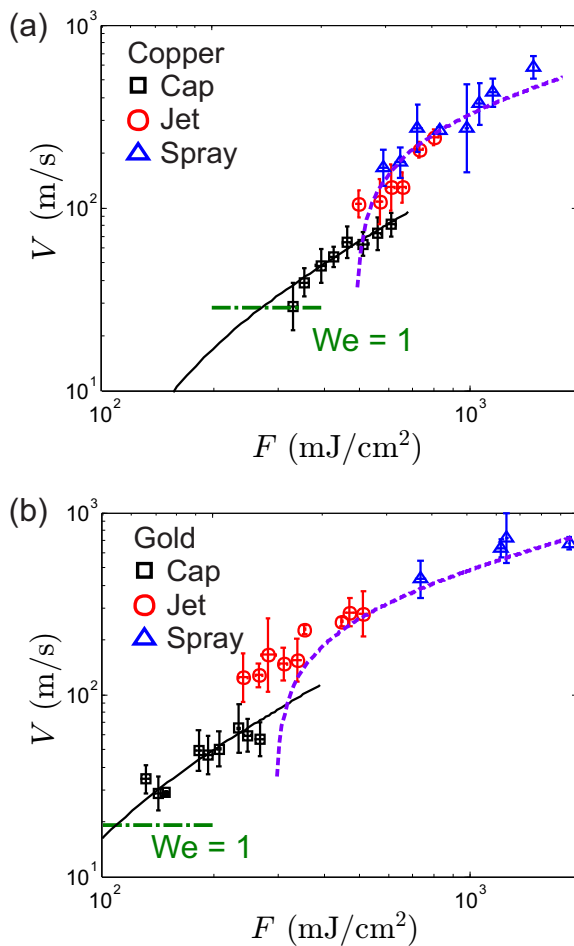 (a)
10³
Copper
Cap
Jet
Spray
V (m/s)
10²
We = 1
10¹
10²
10³
F (mJ/cm²)
(b)
10³
Gold
Cap
Jet
Spray
V (m/s)
10²
We = 1
10¹
10²
10³
F (mJ/cm²)